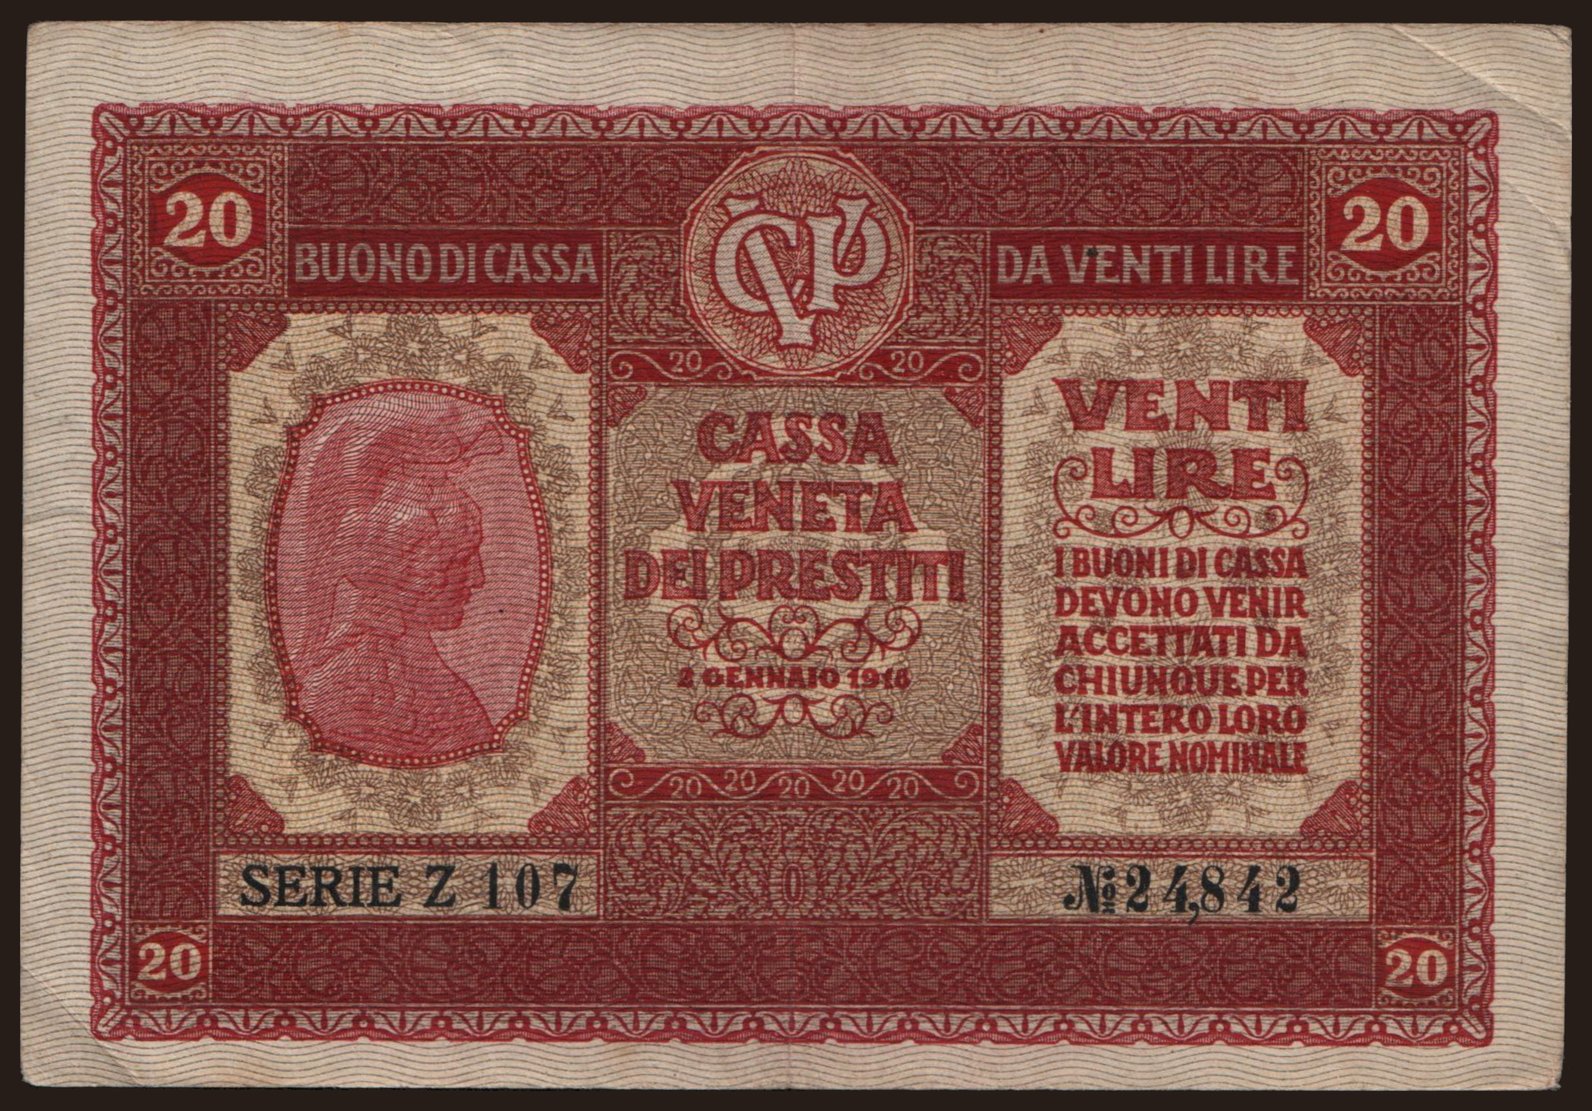 20
20
BUONO DI CASSA
CVP
DA VENTI LIRE
20 20
CASSA
VENETA
DEI PRESTITI
2 GENNAIO 1918
20 20 20 20 20
VENTI
LIRE
I BUONI DI CASSA
DEVONO VENIR
ACCETTATI DA
CHIUNQUE PER
L'INTERO LORO
VALORE NOMINALE
SERIE Z 107
№ 24,842
20
20